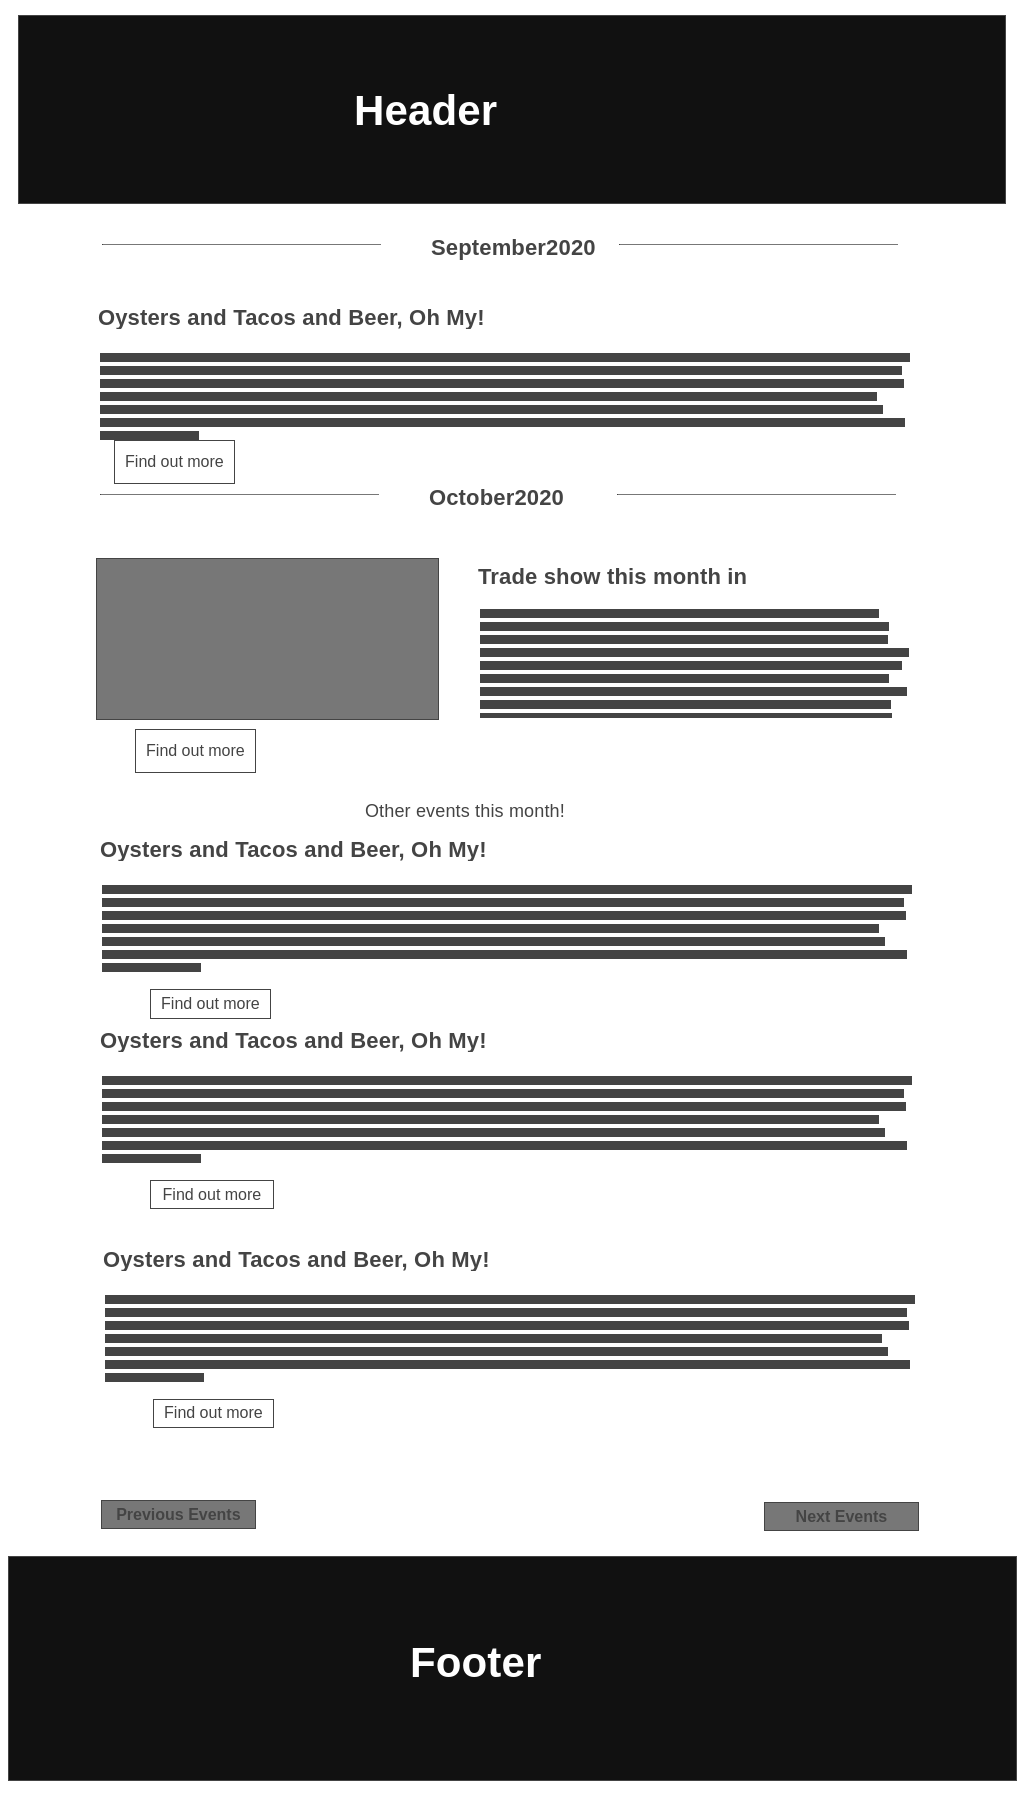 Header
September2020
Oysters and Tacos and Beer, Oh My!
Find out more
October2020
Trade show this month in
Find out more
Other events this month!
Oysters and Tacos and Beer, Oh My!
Find out more
Oysters and Tacos and Beer, Oh My!
Find out more
Oysters and Tacos and Beer, Oh My!
Find out more
Previous Events
Next Events
Footer